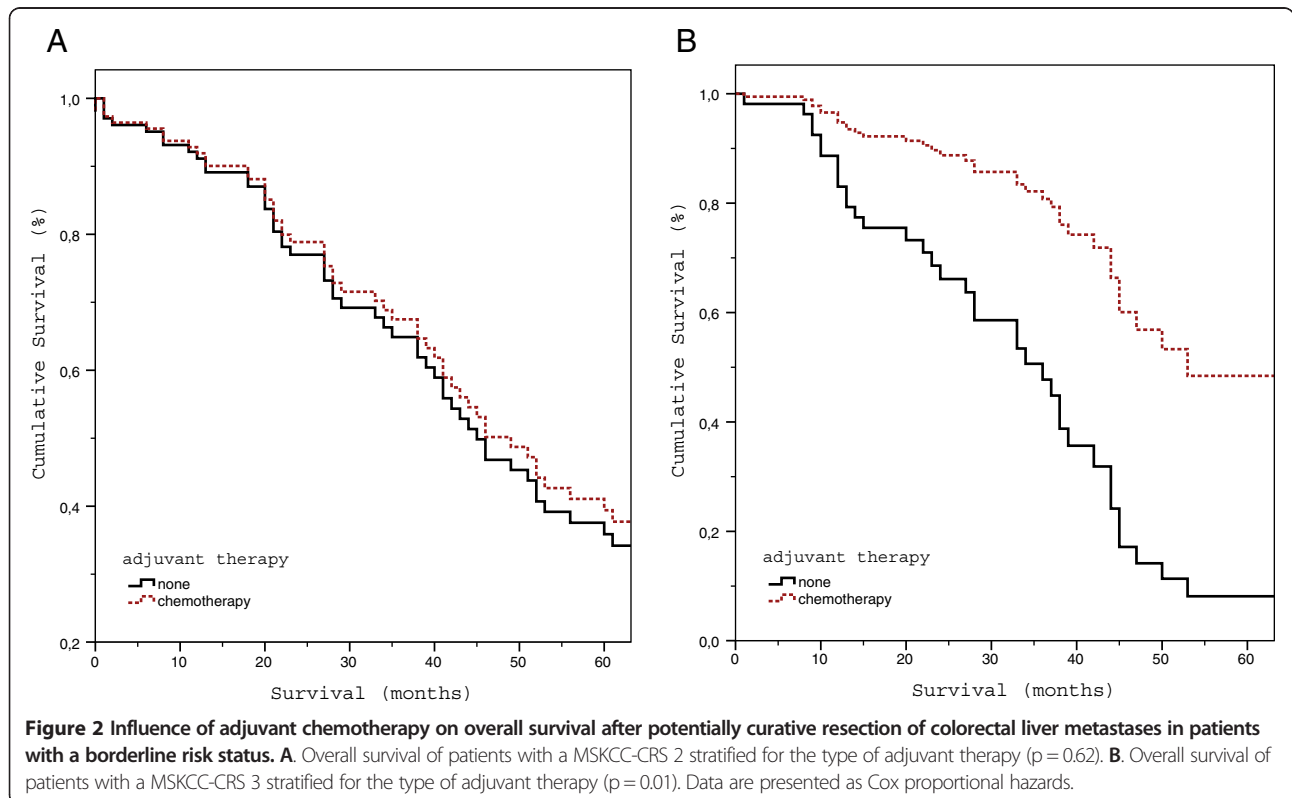 A
B
1,0
0,8
0,6
0,4
0,2
Cumulative Survival (%)
adjuvant therapy
none
chemotherapy
0 10 20 30 40 50 60
Survival (months)
1,0
0,8
0,6
0,4
0,2
0,0
Cumulative Survival (%)
adjuvant therapy
none
chemotherapy
0 10 20 30 40 50 60
Survival (months)
Figure 2 Influence of adjuvant chemotherapy on overall survival after potentially curative resection of colorectal liver metastases in patients
with a borderline risk status. A. Overall survival of patients with a MSKCC-CRS 2 stratified for the type of adjuvant therapy (p = 0.62). B. Overall survival of
patients with a MSKCC-CRS 3 stratified for the type of adjuvant therapy (p = 0.01). Data are presented as Cox proportional hazards.